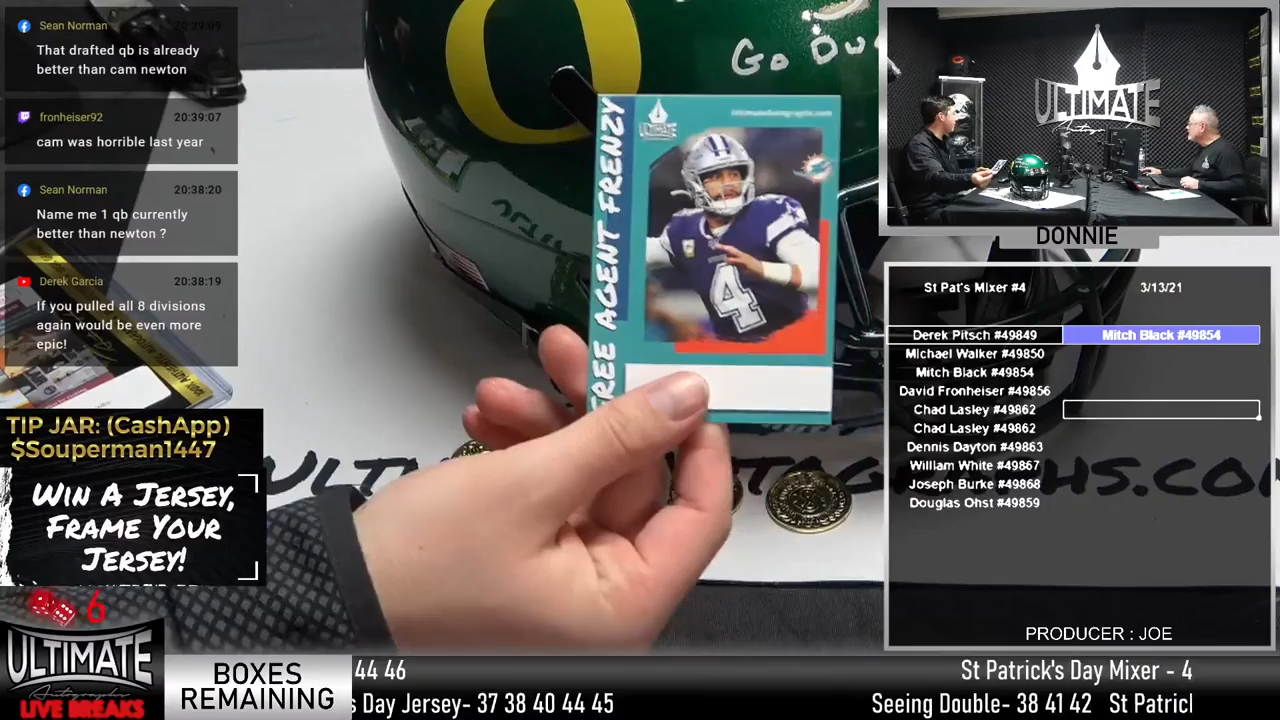 Sean Norman 20:39:09
That drafted qb is already
better than cam newton
fronheiser92 20:39:07
cam was horrible last year
Sean Norman 20:38:20
Name me 1 qb currently
better than newton ?
Derek Garcia 20:38:19
If you pulled all 8 divisions
again would be even more
epic!
TIP JAR: (CashApp)
$Souperman1447
WIN A JERSEY,
FRAME YOUR
JERSEY!
6
ULTIMATE
Autographs
LIVE BREAKS
BOXES
REMAINING
44 46
s Day Jersey- 37 38 40 44 45
St Patrick's Day Mixer - 4
Seeing Double- 38 41 42 St Patricl
O
GO DU
ULTIMATE
FREE AGENT FRENZY
4
ULTIMATE
Autographs
DONNIE
St Pat's Mixer #4 3/13/21
Derek Pitsch #49849 Mitch Black #49854
Michael Walker #49850
Mitch Black #49854
David Fronheiser #49856
Chad Lasley #49862
Chad Lasley #49862
Dennis Dayton #49863
William White #49867
Joseph Burke #49868
Douglas Ohst #49859
PRODUCER : JOE